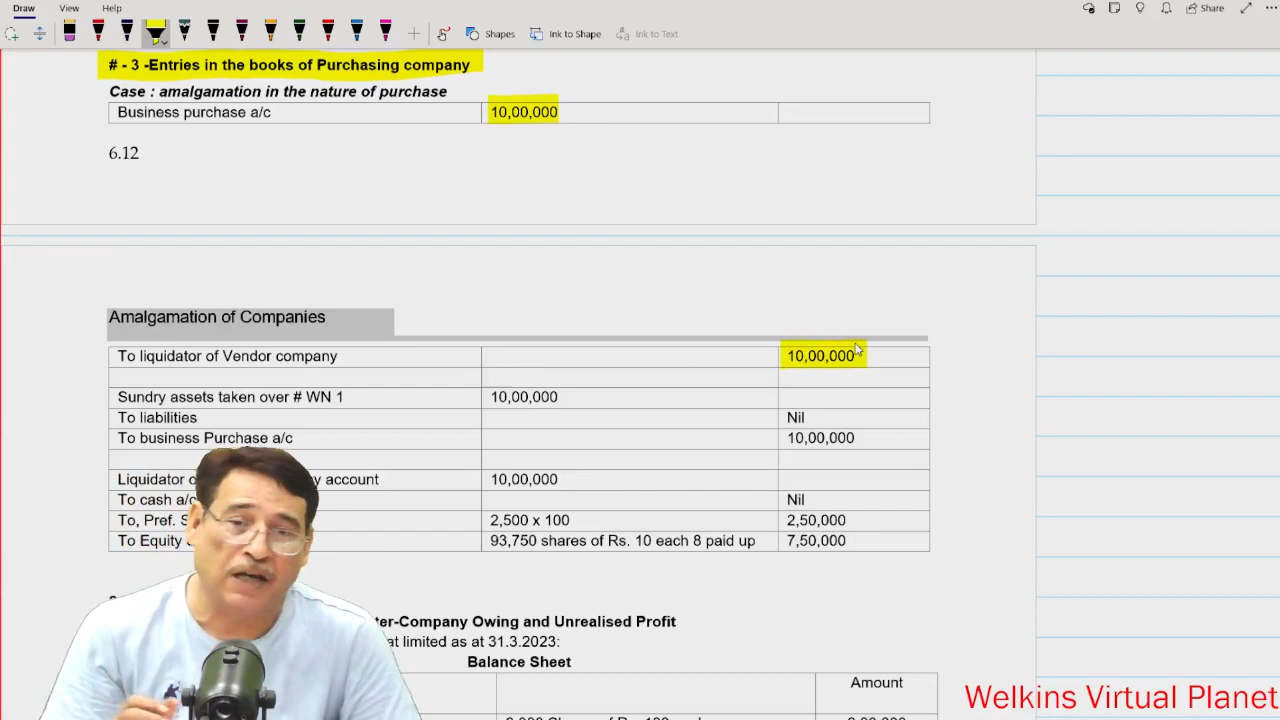 Draw View Help
Shapes Ink to Shape Ink to Text Share
# - 3 -Entries in the books of Purchasing company
Case : amalgamation in the nature of purchase
Business purchase a/c 10,00,000
6.12
Amalgamation of Companies
To liquidator of Vendor company 10,00,000
Sundry assets taken over # WN 1 10,00,000
To liabilities Nil
To business Purchase a/c 10,00,000
Liquidator account 10,00,000
To cash a/c Nil
To, Pref. 2,500 x 100 2,50,000
To Equity 93,750 shares of Rs. 10 each 8 paid up 7,50,000
ter-Company Owing and Unrealised Profit
at limited as at 31.3.2023:
Balance Sheet
Amount
Welkins Virtual Planet